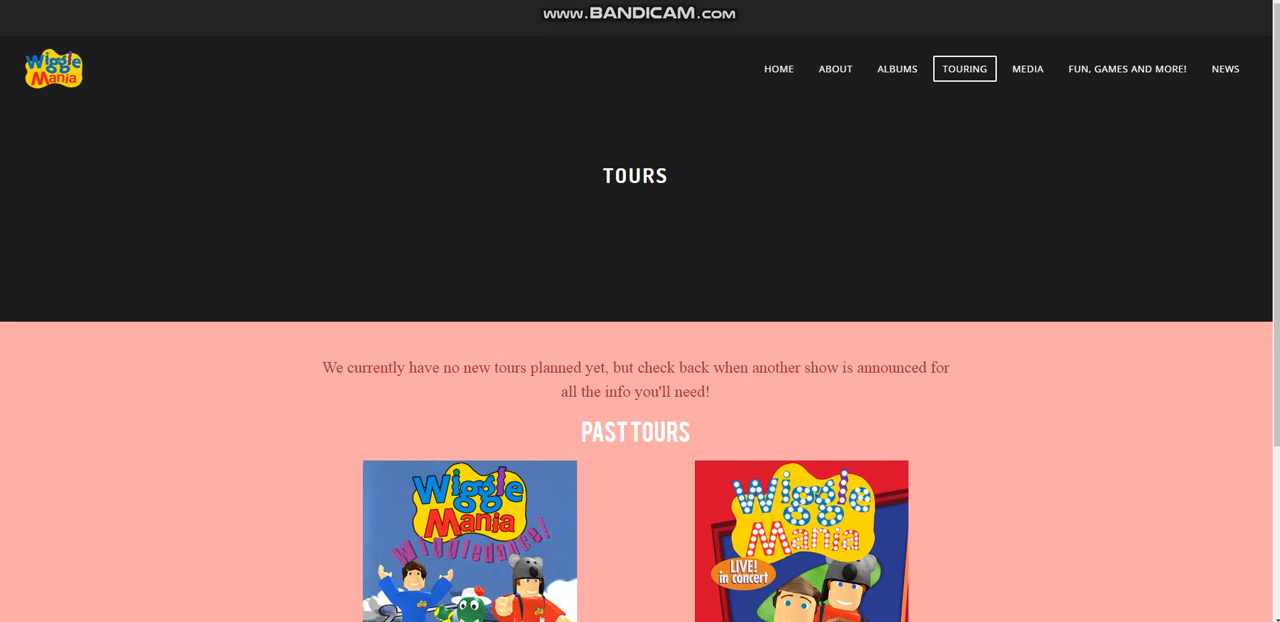 www.BANDICAM.com
Wiggle
Mania
HOME ABOUT ALBUMS TOURING MEDIA FUN, GAMES AND MORE! NEWS
TOURS
We currently have no new tours planned yet, but check back when another show is announced for
all the info you'll need!
PAST TOURS
Wiggle
Mania
Wiggledance!
Wiggle
Mania
LIVE!
in concert